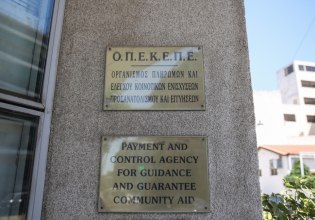 Ο.Π.Ε.Κ.Ε.Π.Ε.
ΟΡΓΑΝΙΣΜΟΣ ΠΛΗΡΩΜΩΝ ΚΑΙ
ΕΛΕΓΧΟΥ ΚΟΙΝΟΤΙΚΩΝ ΕΝΙΣΧΥΣΕΩΝ
ΠΡΟΣΑΝΑΤΟΛΙΣΜΟΥ ΚΑΙ ΕΓΓΥΗΣΕΩΝ
PAYMENT AND
CONTROL AGENCY
FOR GUIDANCE
AND GUARANTEE
COMMUNITY AID